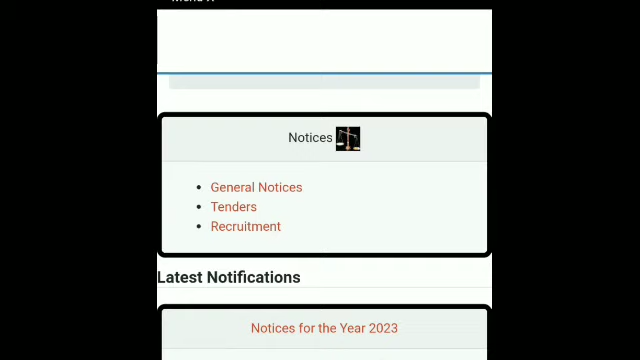 Notices
General Notices
Tenders
Recruitment
Latest Notifications
Notices for the Year 2023